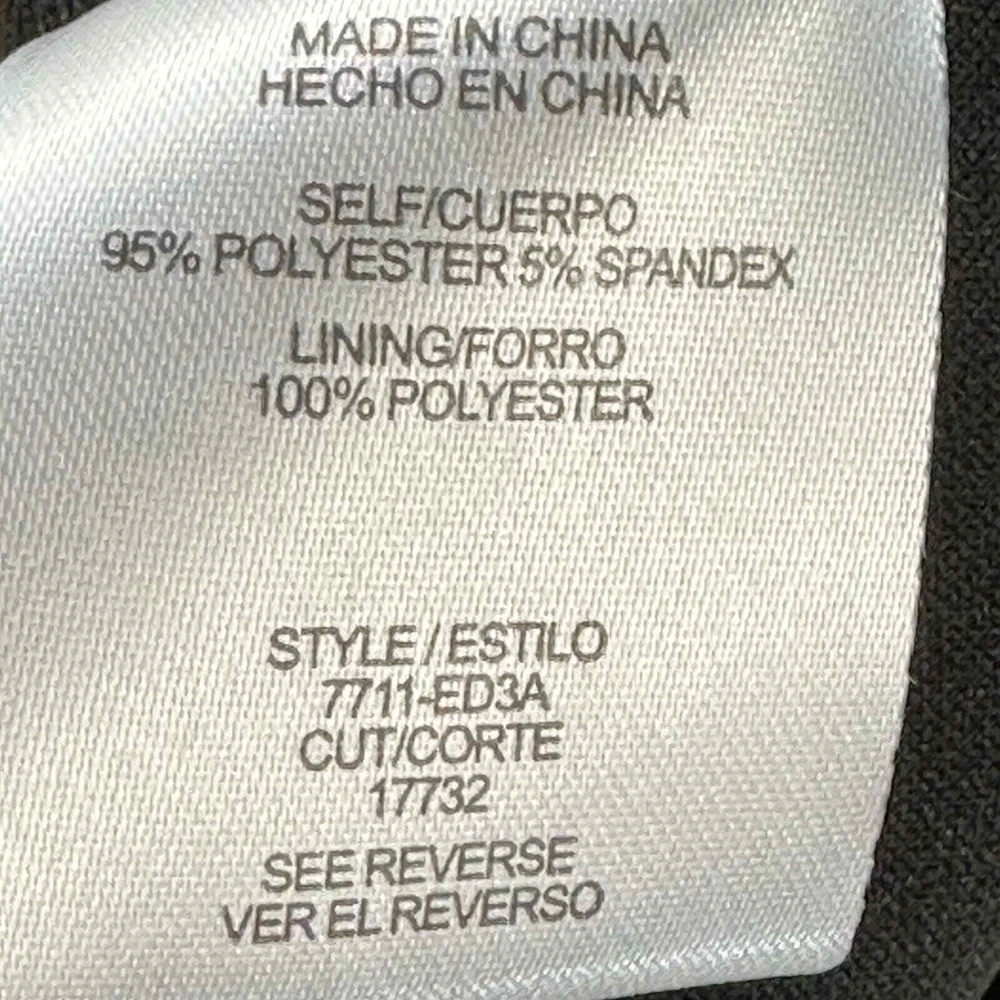 MADE IN CHINA
HECHO EN CHINA
SELF/CUERPO
95% POLYESTER 5% SPANDEX
LINING/FORRO
100% POLYESTER
STYLE / ESTILO
7711-ED3A
CUT/CORTE
17732
SEE REVERSE
VER EL REVERSO